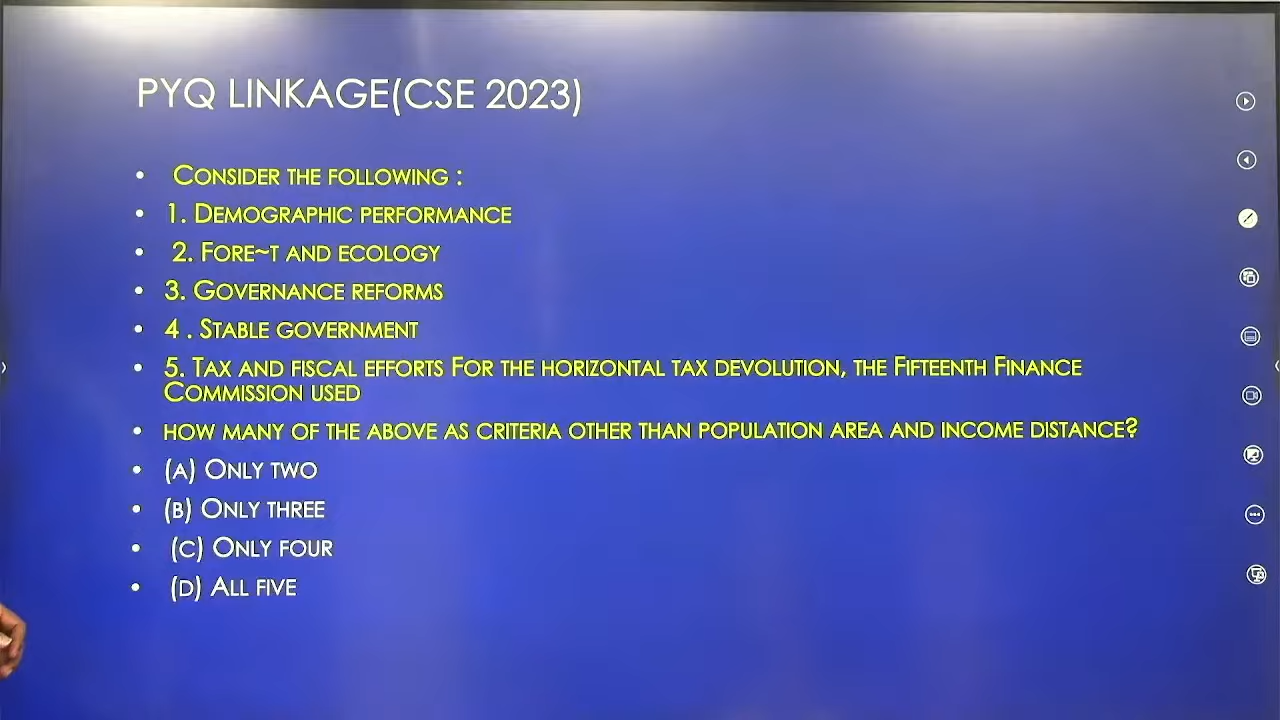 PYQ LINKAGE(CSE 2023)
• CONSIDER THE FOLLOWING :
• 1. DEMOGRAPHIC PERFORMANCE
• 2. FORE~T AND ECOLOGY
• 3. GOVERNANCE REFORMS
• 4 . STABLE GOVERNMENT
• 5. TAX AND FISCAL EFFORTS FOR THE HORIZONTAL TAX DEVOLUTION, THE FIFTEENTH FINANCE
COMMISSION USED
• HOW MANY OF THE ABOVE AS CRITERIA OTHER THAN POPULATION AREA AND INCOME DISTANCE?
• (A) ONLY TWO
• (B) ONLY THREE
• (C) ONLY FOUR
• (D) ALL FIVE